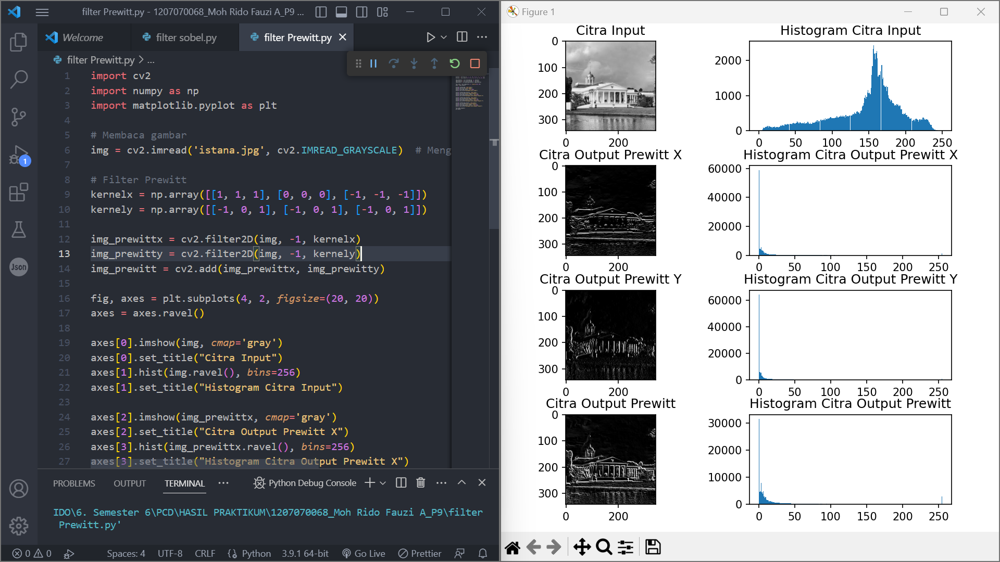 filter Prewitt.py - 1207070068_Moh Rido Fauzi A_P9 ...
Welcome
filter sobel.py
filter Prewitt.py
filter Prewitt.py > ...
1 import cv2
2 import numpy as np
3 import matplotlib.pyplot as plt
4
5 # Membaca gambar
6 img = cv2.imread('istana.jpg', cv2.IMREAD_GRAYSCALE)  # Meng
7
8 # Filter Prewitt
9 kernelx = np.array([[1, 1, 1], [0, 0, 0], [-1, -1, -1]])
10 kernely = np.array([[-1, 0, 1], [-1, 0, 1], [-1, 0, 1]])
11
12 img_prewittx = cv2.filter2D(img, -1, kernelx)
13 img_prewitty = cv2.filter2D(img, -1, kernely)
14 img_prewitt = cv2.add(img_prewittx, img_prewitty)
15
16 fig, axes = plt.subplots(4, 2, figsize=(20, 20))
17 axes = axes.ravel()
18
19 axes[0].imshow(img, cmap='gray')
20 axes[0].set_title("Citra Input")
21 axes[1].hist(img.ravel(), bins=256)
22 axes[1].set_title("Histogram Citra Input")
23
24 axes[2].imshow(img_prewittx, cmap='gray')
25 axes[2].set_title("Citra Output Prewitt X")
26 axes[3].hist(img_prewittx.ravel(), bins=256)
27 axes[3].set_title("Histogram Citra Output Prewitt X")
1
Json
PROBLEMS OUTPUT TERMINAL ... Python Debug Console
IDO\6. Semester 6\PCD\HASIL PRAKTIKUM\1207070068_Moh Rido Fauzi A_P9\filter
Prewitt.py'
0 0 Spaces: 4 UTF-8 CRLF Python 3.9.1 64-bit Go Live Prettier
Figure 1
Citra Input
0
100
200
300
0 200
Histogram Citra Input
2000
1000
0
0 50 100 150 200 250
Citra Output Prewitt X
0
100
200
300
0 200
Histogram Citra Output Prewitt X
60000
40000
20000
0
0 50 100 150 200 250
Citra Output Prewitt Y
0
100
200
300
0 200
Histogram Citra Output Prewitt Y
60000
40000
20000
0
0 50 100 150 200 250
Citra Output Prewitt
0
100
200
300
0 200
Histogram Citra Output Prewitt
30000
20000
10000
0
0 50 100 150 200 250